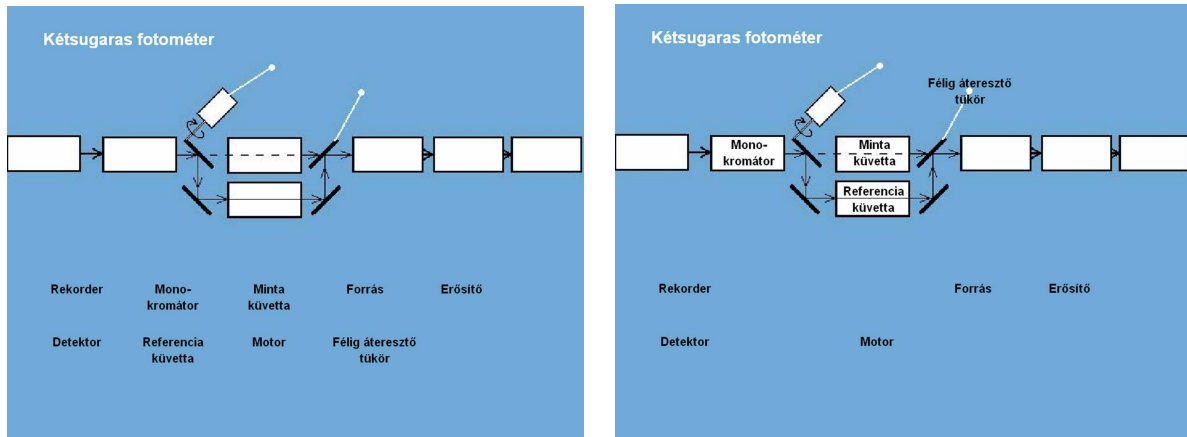 Kétsugaras fotométer
Rekorder
Mono-
kromátor
Minta
küvetta
Forrás
Erősítő
Detektor
Referencia
küvetta
Motor
Félig áteresztő
tükör
Kétsugaras fotométer
Félig áteresztő
tükör
Mono-
kromátor
Minta
küvetta
Referencia
küvetta
Rekorder
Forrás
Erősítő
Detektor
Motor